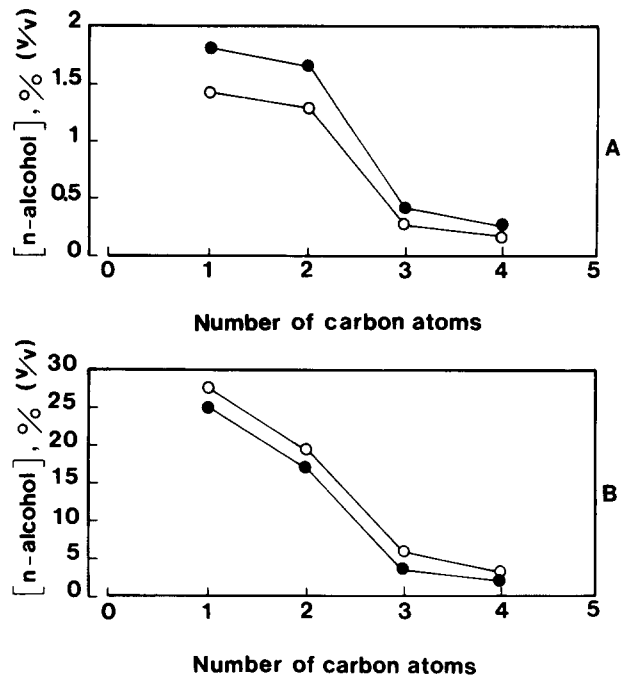 [n-alcohol], % (v/v)
2
1.5
1
0.5
0
0 1 2 3 4 5
Number of carbon atoms
A
[n-alcohol], % (v/v)
30
25
20
15
10
5
0
0 1 2 3 4 5
Number of carbon atoms
B